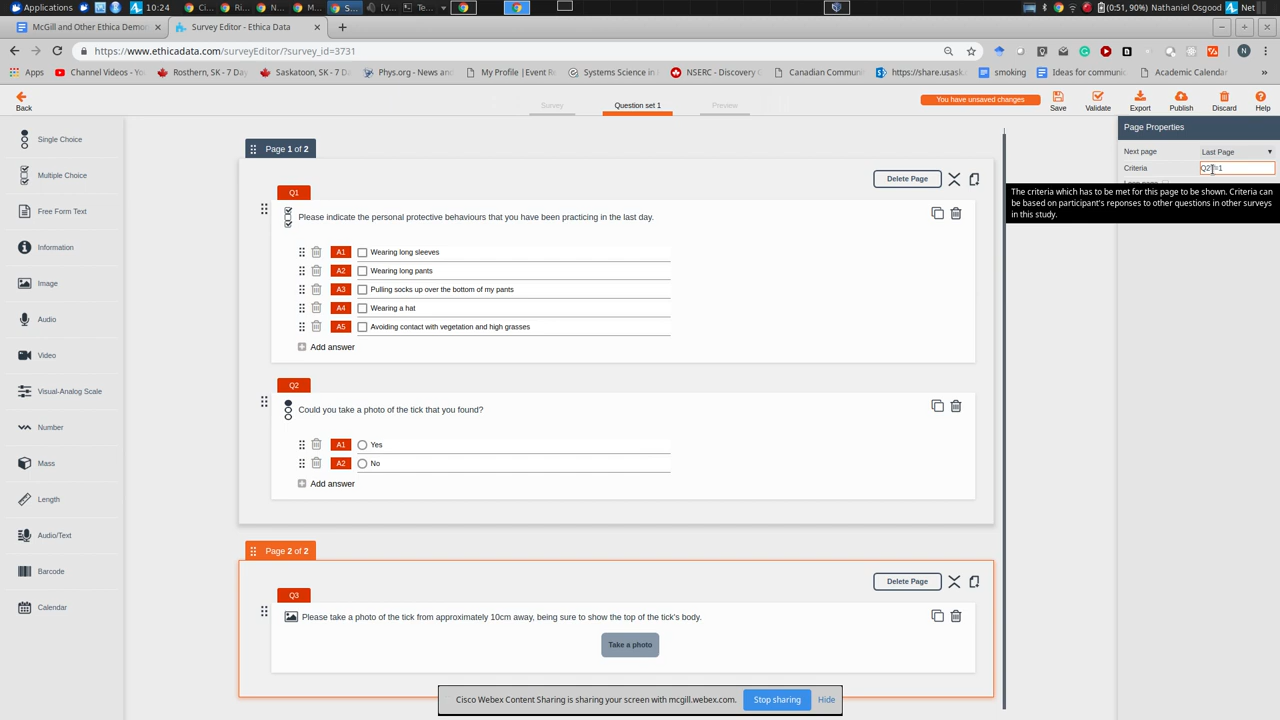 Applications
10:24
Ci
Ri
Ni
M
S
[V
Te
(0:51, 90%) Nathaniel Osgood
Net
McGill and Other Ethica Demo
Survey Editor - Ethica Data
https://www.ethicadata.com/surveyEditor/?survey_id=3731
N
Apps
Channel Videos - Yo
Rosthern, SK - 7 Day
Saskatoon, SK - 7 D
Phys.org - News and
My Profile | Event R
Systems Science in
NSERC - Discovery
Canadian Commun
https://share.usask.
smoking
Ideas for communic
Academic Calendar
Back
Survey
Question set 1
Preview
You have unsaved changes
Save
Validate
Export
Publish
Discard
Help
Single Choice
Multiple Choice
Free Form Text
Information
Image
Audio
Video
Visual-Analog Scale
Number
Mass
Length
Audio/Text
Barcode
Calendar
Page 1 of 2
Delete Page
Q1
Please indicate the personal protective behaviours that you have been practicing in the last day.
A1 Wearing long sleeves
A2 Wearing long pants
A3 Pulling socks up over the bottom of my pants
A4 Wearing a hat
A5 Avoiding contact with vegetation and high grasses
Add answer
Q2
Could you take a photo of the tick that you found?
A1 Yes
A2 No
Add answer
Page 2 of 2
Delete Page
Q3
Please take a photo of the tick from approximately 10cm away, being sure to show the top of the tick's body.
Take a photo
Page Properties
Next page Last Page
Criteria
The criteria which has to be met for this page to be shown. Criteria can
be based on participant's reponses to other questions in other surveys
in this study.
Cisco Webex Content Sharing is sharing your screen with mcgill.webex.com.
Stop sharing
Hide